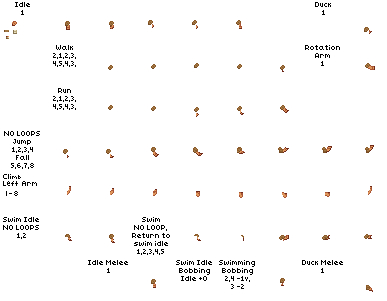 Idle
1
Duck
1
Walk
2,1,2,3,
4,5,4,3,
Rotation
Arm
1
Run
2,1,2,3,
4,5,4,3,
NO LOOPS
Jump
1,2,3,4
Fall
5,6,7,8
Climb
Left Arm
1-8
Swim Idle
NO LOOPS
1,2
Swim
NO LOOP,
Return to
swim idle
1,2,3,4,5
Idle Melee
1
Swim Idle
Bobbing
Idle +0
Swimming
Bobbing
2,4 -1v,
3 -2
Duck Melee
1